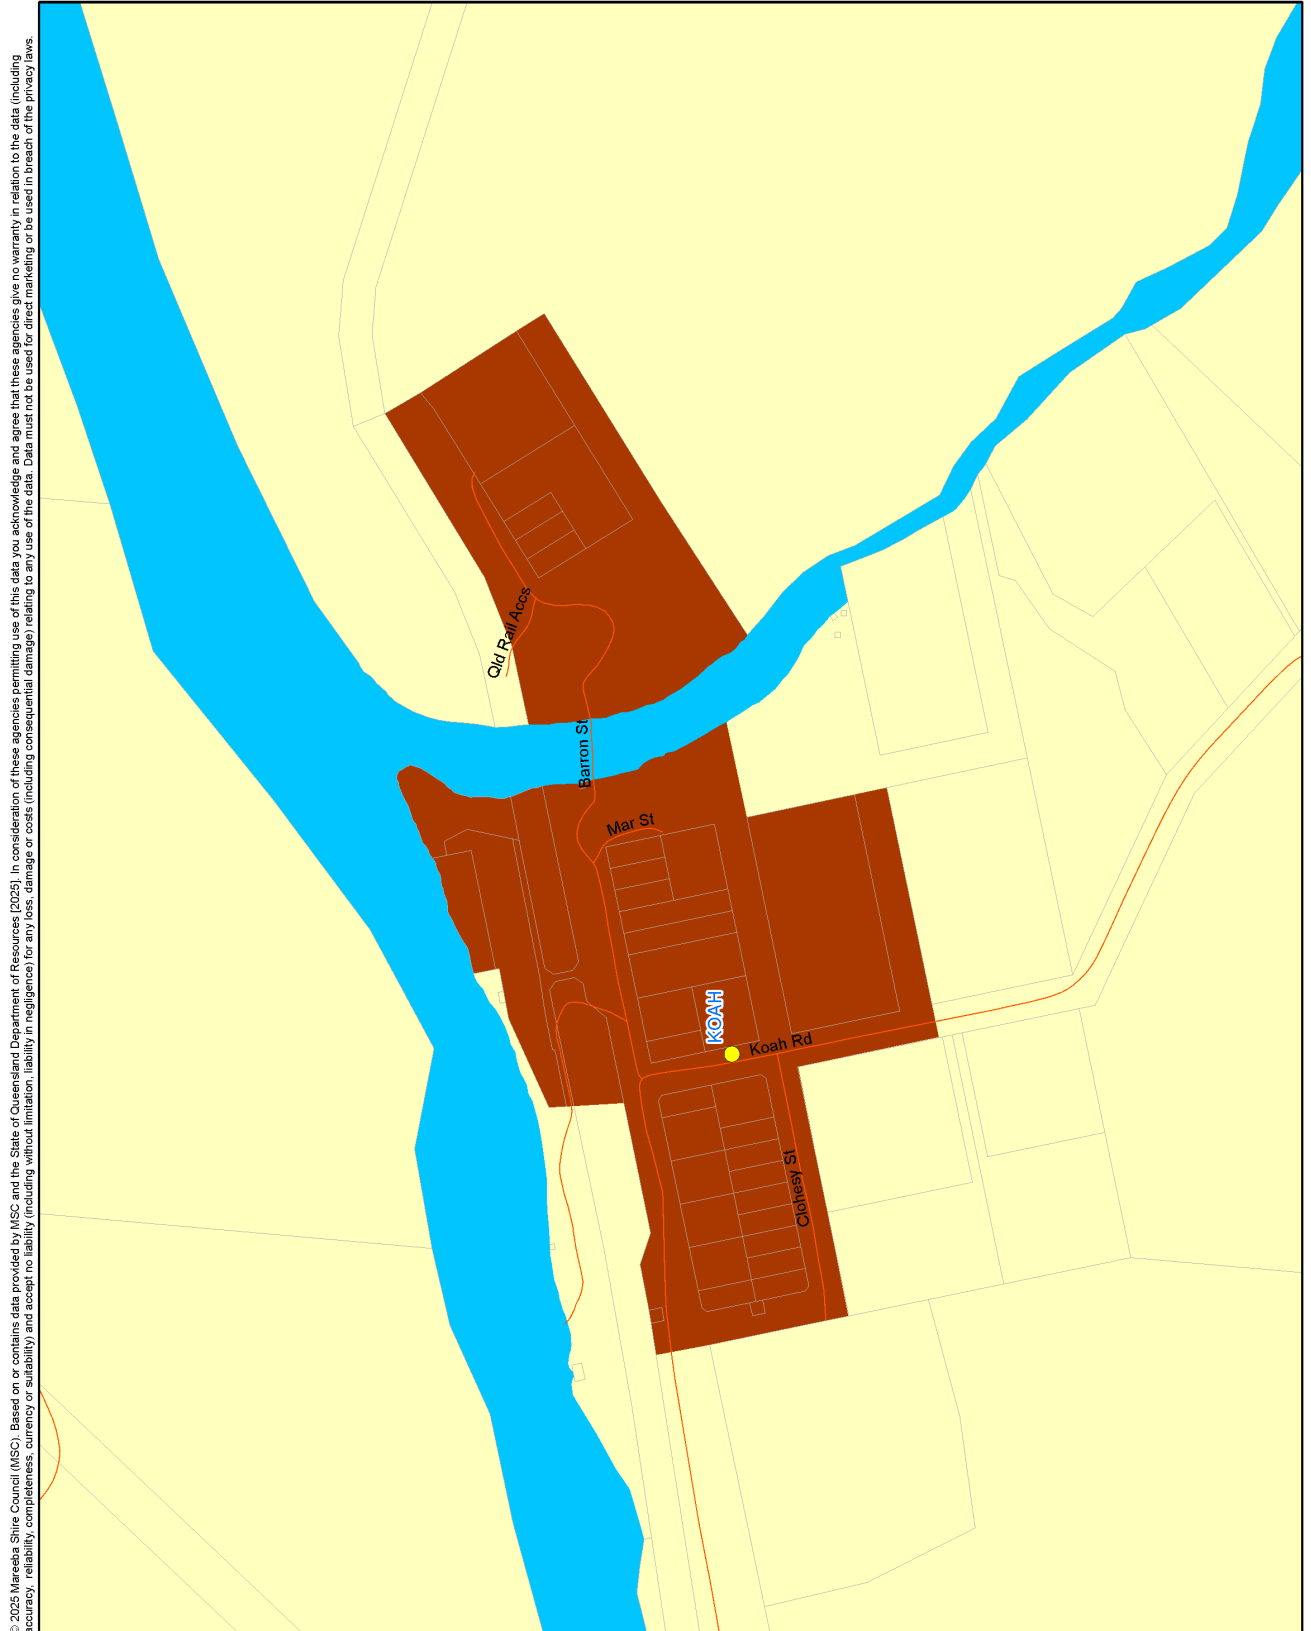 © 2025 Mareeba Shire Council (MSC). Based on or contains data provided by MSC and the State of Queensland Department of Resources [2025]. In consideration of these agencies permitting use of this data you acknowledge and agree that these agencies give no warranty in relation to the data (including
accuracy, reliability, completeness, currency or suitability) and accept no liability (including without limitation, liability in negligence) for any loss, damage or costs (including consequential damage) relating to any use of the data. Data must not be used for direct marketing or be used in breach of the privacy laws.
Qld Rail Accs
Barron St
Mar St
KOAH
Koah Rd
Clohesy St